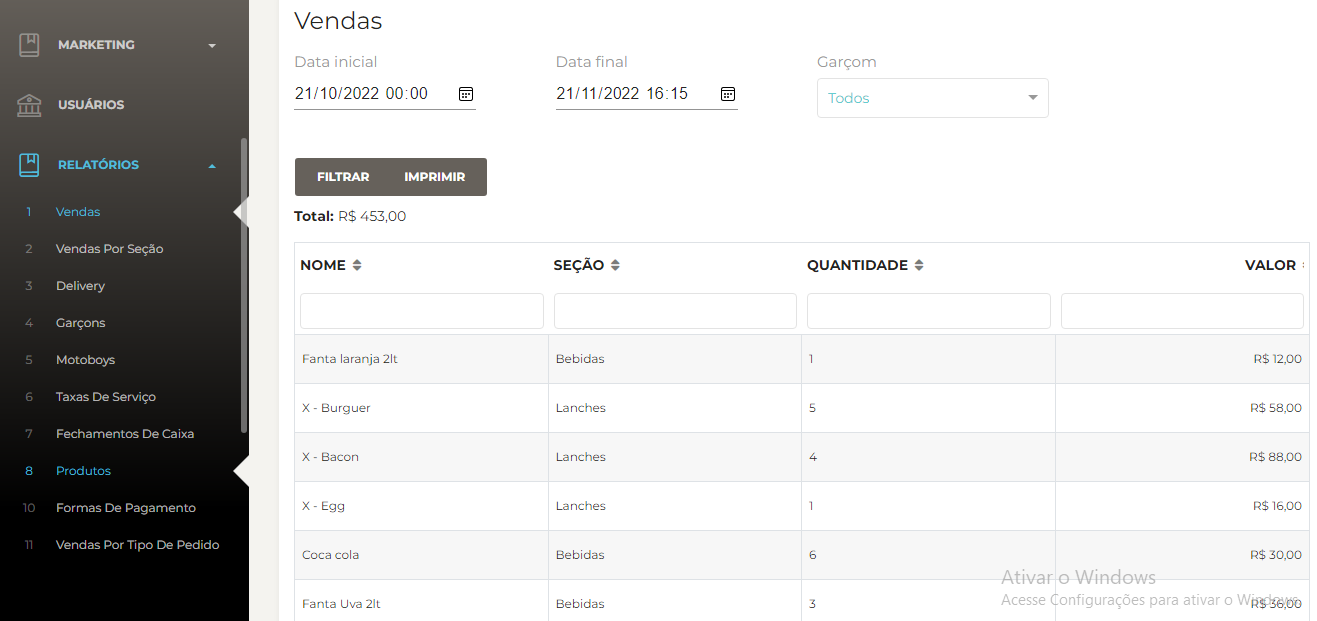 MARKETING
USUÁRIOS
RELATÓRIOS
1 Vendas
2 Vendas Por Seção
3 Delivery
4 Garçons
5 Motoboys
6 Taxas De Serviço
7 Fechamentos De Caixa
8 Produtos
10 Formas De Pagamento
11 Vendas Por Tipo De Pedido
Vendas
Data inicial Data final Garçom
21/10/2022 00:00 21/11/2022 16:15 Todos
FILTRAR IMPRIMIR
Total: R$ 453,00
NOME SEÇÃO QUANTIDADE VALOR
Fanta laranja 2lt Bebidas 1 R$ 12,00
X - Burguer Lanches 5 R$ 58,00
X - Bacon Lanches 4 R$ 88,00
X - Egg Lanches 1 R$ 16,00
Coca cola Bebidas 6 R$ 30,00
Fanta Uva 2lt Bebidas 3 R$ 36,00
Ativar o Windows
Acesse Configurações para ativar o Windows.